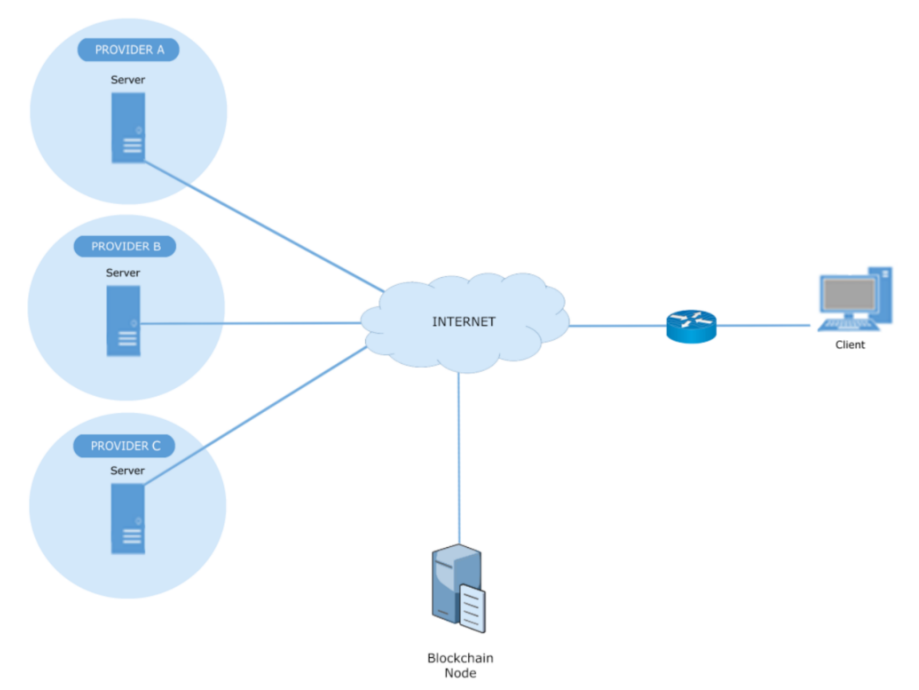 PROVIDER A
Server
PROVIDER B
Server
PROVIDER C
Server
INTERNET
Client
Blockchain
Node